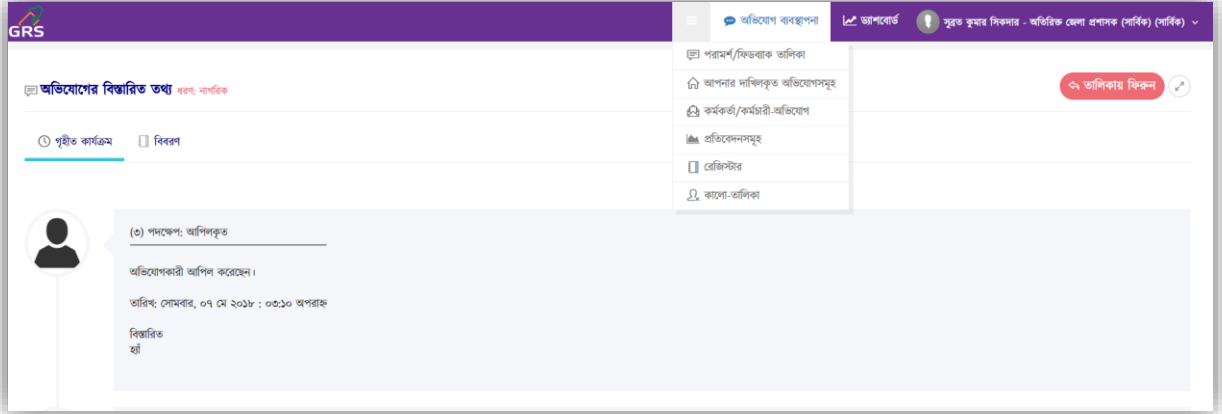 GRS
অভিযোগ ব্যবস্থাপনা
ড্যাশবোর্ড
সুব্রত কুমার সিকদার - অতিরিক্ত জেলা প্রশাসক (সার্বিক) (সার্বিক)
পরামর্শ/ফিডব্যাক তালিকা
আপনার দাখিলকৃত অভিযোগসমূহ
কর্মকর্তা/কর্মচারী-অভিযোগ
প্রতিবেদনসমূহ
রেজিস্টার
কালো-তালিকা
অভিযোগের বিস্তারিত তথ্য ধরণ: নাগরিক
তালিকায় ফিরুন
গৃহীত কার্যক্রম
বিবরণ
(৩) পদক্ষেপ: আপিলকৃত
অভিযোগকারী আপিল করেছেন।
তারিখ: সোমবার, ০৭ মে ২০১৮ : ০৩:১০ অপরাহ্ন
বিস্তারিত
হ্যাঁ